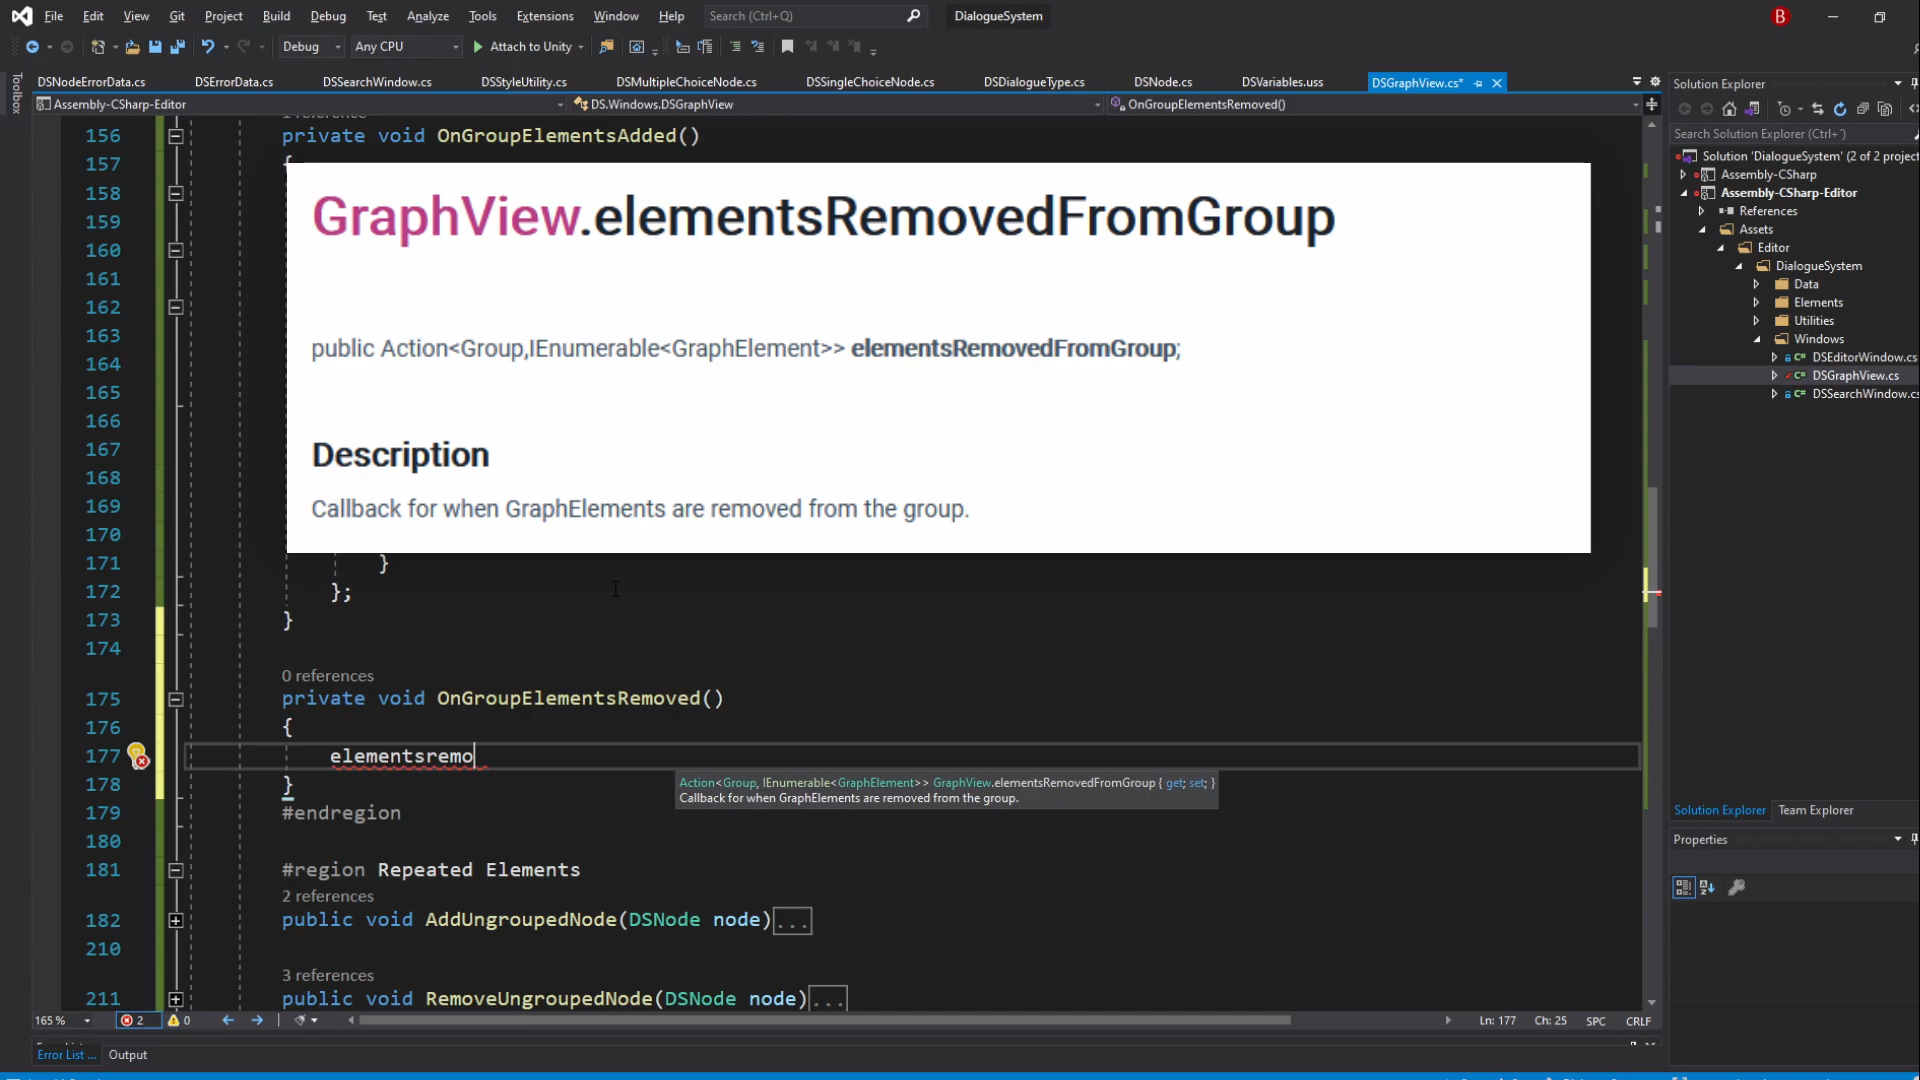 File Edit View Git Project Build Debug Test Analyze Tools Extensions Window Help Search (Ctrl+Q) DialogueSystem B
Debug Any CPU Attach to Unity
DSNodeErrorData.cs DSErrorData.cs DSSearchWindow.cs DSStyleUtility.cs DSMultipleChoiceNode.cs DSSingleChoiceNode.cs DSDialogueType.cs DSNode.cs DSVariables.uss DSGraphView.cs*
Toolbox
Assembly-CSharp-Editor DS.Windows.DSGraphView OnGroupElementsRemoved()
156 private void OnGroupElementsAdded()
157 {
158
159
160
161
162
163
164
165
166
167
168
169
170
171 }
172 };
173 }
174
0 references
175 private void OnGroupElementsRemoved()
176 {
177 elementsremo
178 }
179 #endregion
180
181 #region Repeated Elements
2 references
182 public void AddUngroupedNode(DSNode node)...
210
3 references
211 public void RemoveUngroupedNode(DSNode node)...
GraphView.elementsRemovedFromGroup
public Action<Group,IEnumerable<GraphElement>> elementsRemovedFromGroup;
Description
Callback for when GraphElements are removed from the group.
Action<Group, IEnumerable<GraphElement>> GraphView.elementsRemovedFromGroup { get; set; }
Callback for when GraphElements are removed from the group.
165 % 2 0 Ln: 177 Ch: 25 SPC CRLF
Error List ... Output
Solution Explorer
Search Solution Explorer (Ctrl+ )
Solution 'DialogueSystem' (2 of 2 project
Assembly-CSharp
Assembly-CSharp-Editor
References
Assets
Editor
DialogueSystem
Data
Elements
Utilities
Windows
DSEditorWindow.cs
DSGraphView.cs
DSSearchWindow.cs
Solution Explorer Team Explorer
Properties